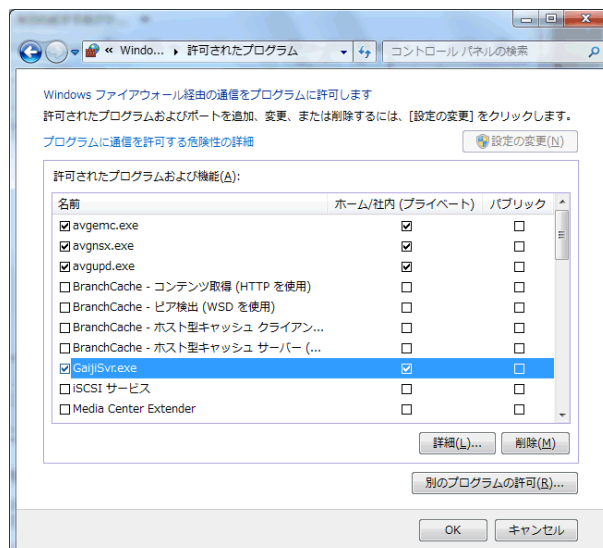 « Windo... ▸ 許可されたプログラム
コントロール パネルの検索
Windows ファイアウォール経由の通信をプログラムに許可します
許可されたプログラムおよびポートを追加、変更、または削除するには、[設定の変更] をクリックします。
プログラムに通信を許可する危険性の詳細
設定の変更(N)
許可されたプログラムおよび機能(A):
名前 ホーム/社内 (プライベート) パブリック
avgemc.exe
avgnsx.exe
avgupd.exe
BranchCache - コンテンツ取得 (HTTP を使用)
BranchCache - ピア検出 (WSD を使用)
BranchCache - ホスト型キャッシュ クライアン...
BranchCache - ホスト型キャッシュ サーバー (...
GaijiSvr.exe
iSCSI サービス
Media Center Extender
詳細(L)... 削除(M)
別のプログラムの許可(R)...
OK キャンセル